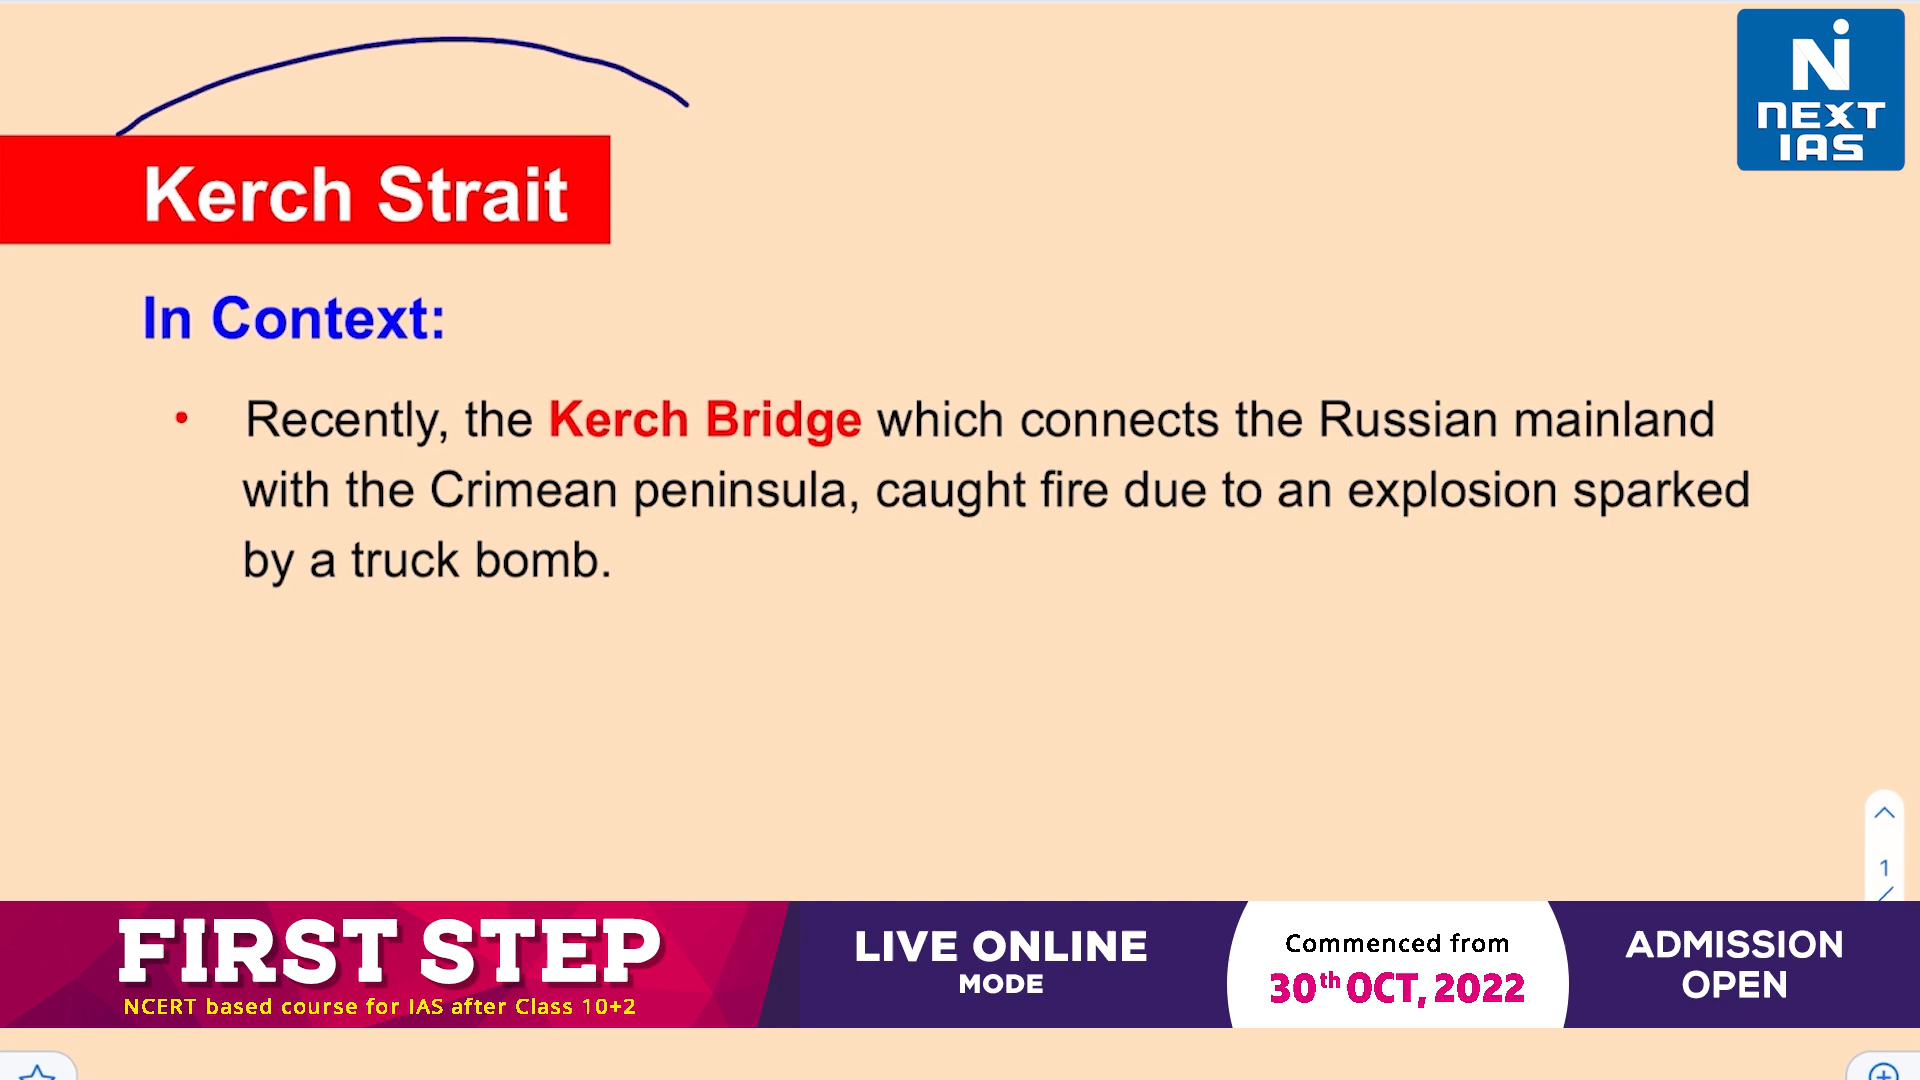 NEXT
IAS
Kerch Strait
In Context:
• Recently, the Kerch Bridge which connects the Russian mainland
with the Crimean peninsula, caught fire due to an explosion sparked
by a truck bomb.
1
FIRST STEP
NCERT based course for IAS after Class 10+2
LIVE ONLINE
MODE
Commenced from
30th OCT, 2022
ADMISSION
OPEN